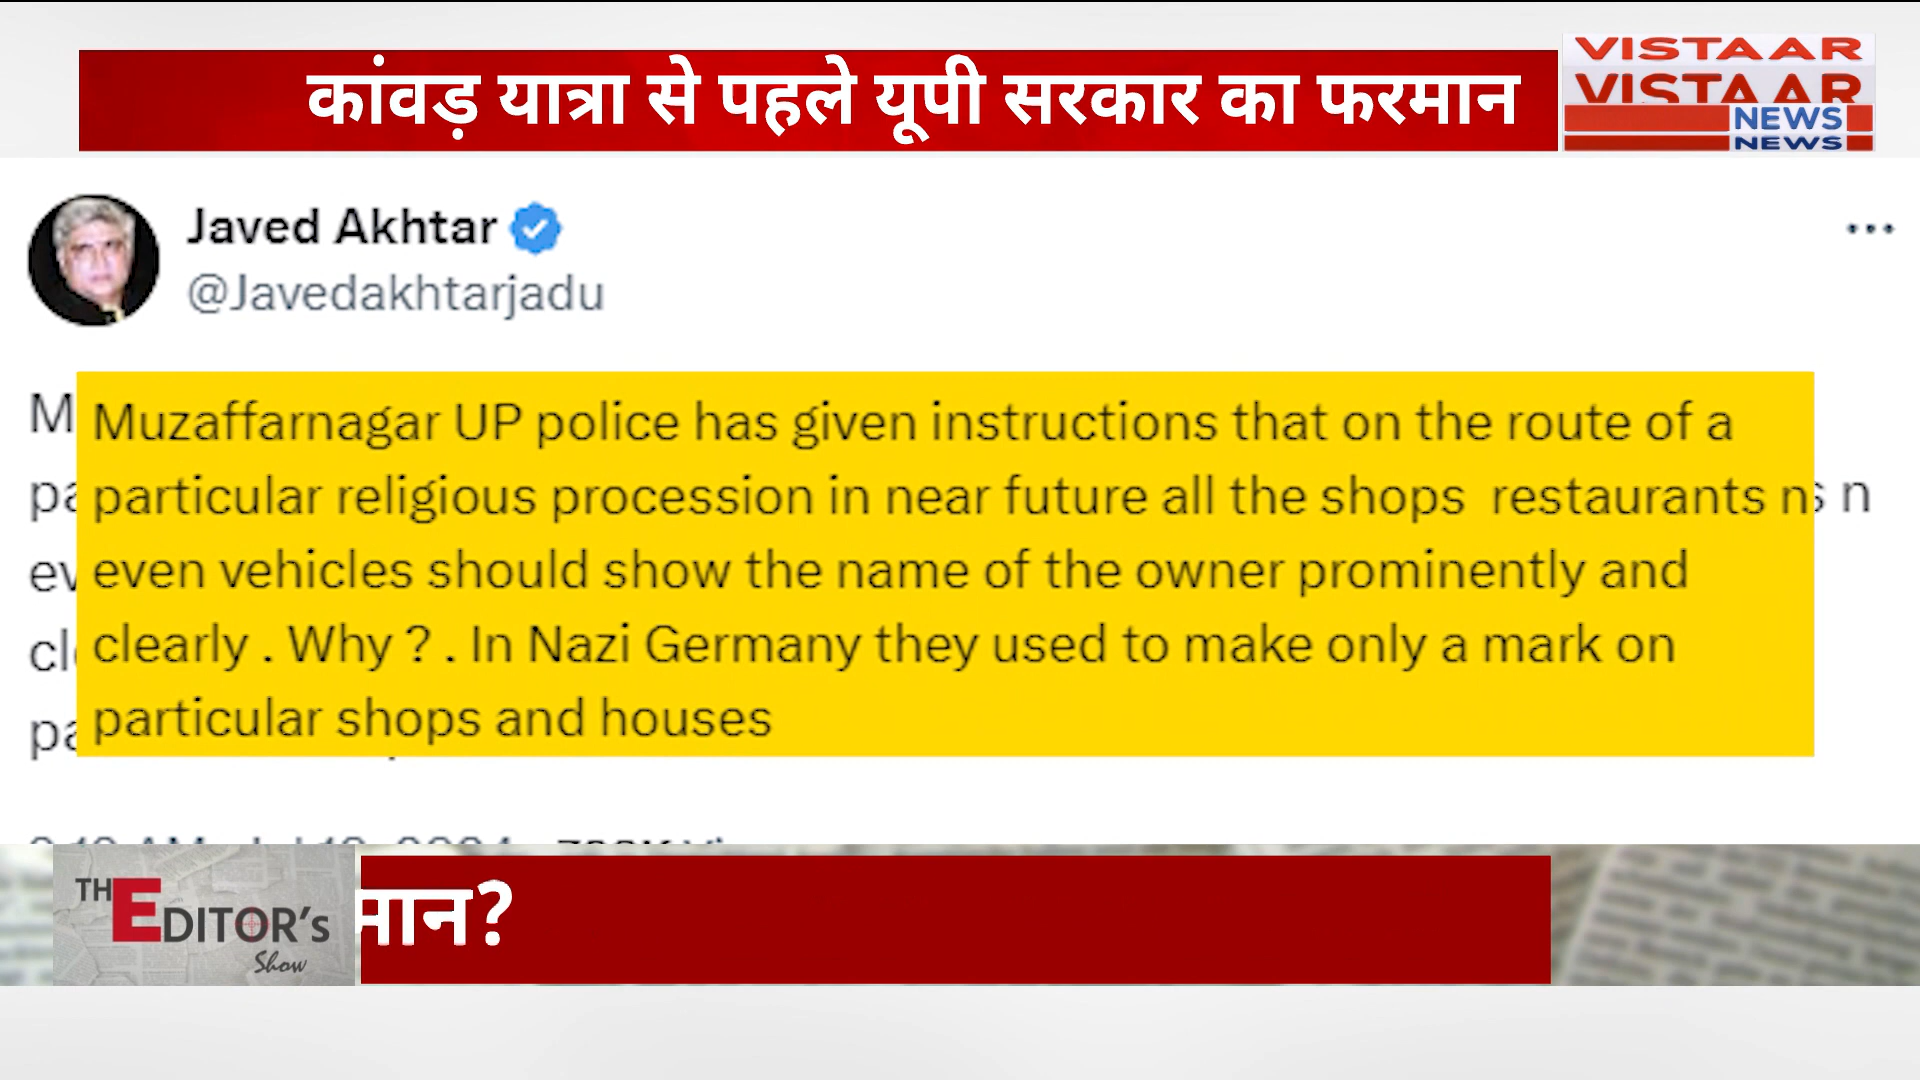 कांवड़ यात्रा से पहले यूपी सरकार का फरमान
VISTAAR
VISTAAR
NEWS
NEWS
Javed Akhtar
@Javedakhtarjadu
Muzaffarnagar UP police has given instructions that on the route of a
particular religious procession in near future all the shops restaurants n
even vehicles should show the name of the owner prominently and
clearly . Why ? . In Nazi Germany they used to make only a mark on
particular shops and houses
THE EDITOR'S
Show
मान?